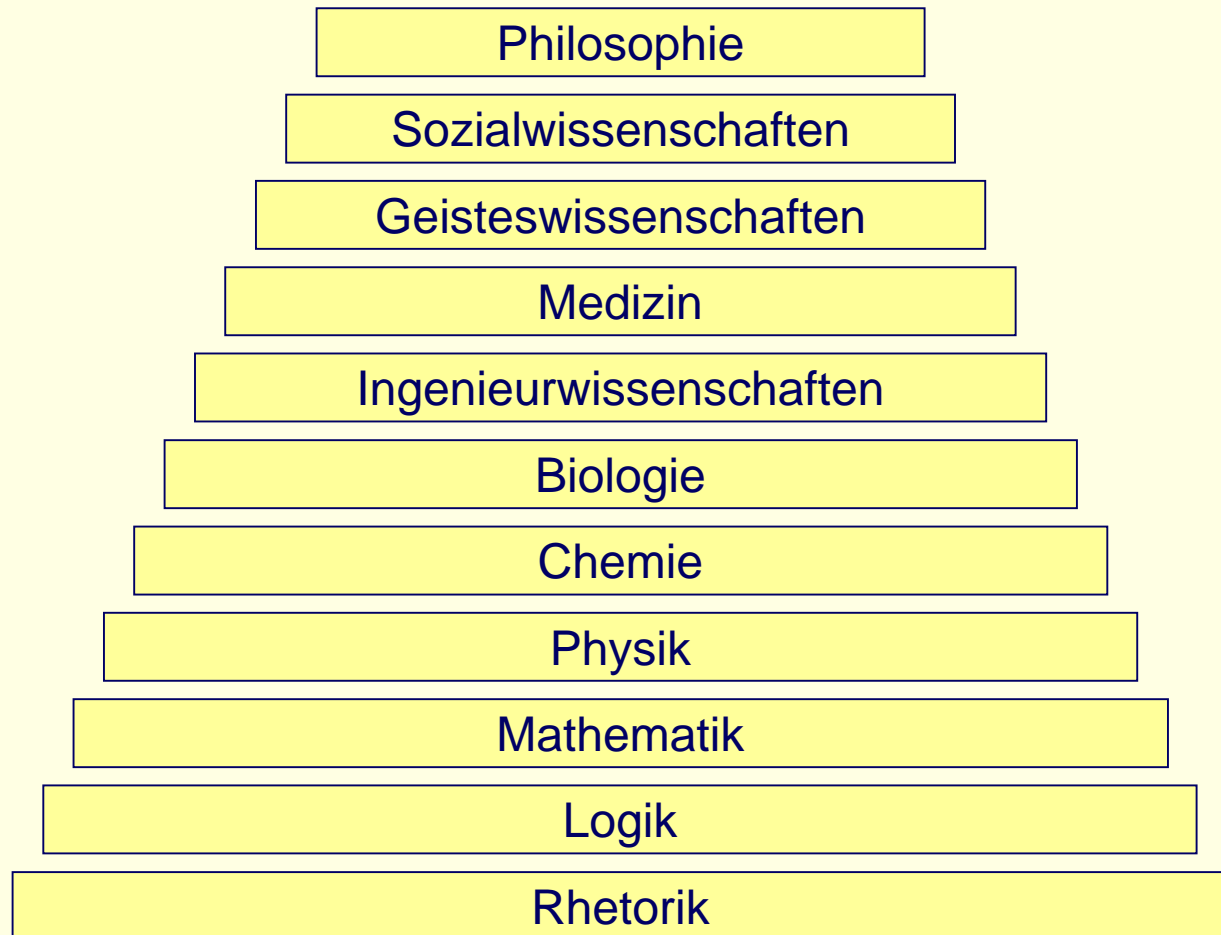 Philosophie
Sozialwissenschaften
Geisteswissenschaften
Medizin
Ingenieurwissenschaften
Biologie
Chemie
Physik
Mathematik
Logik
Rhetorik